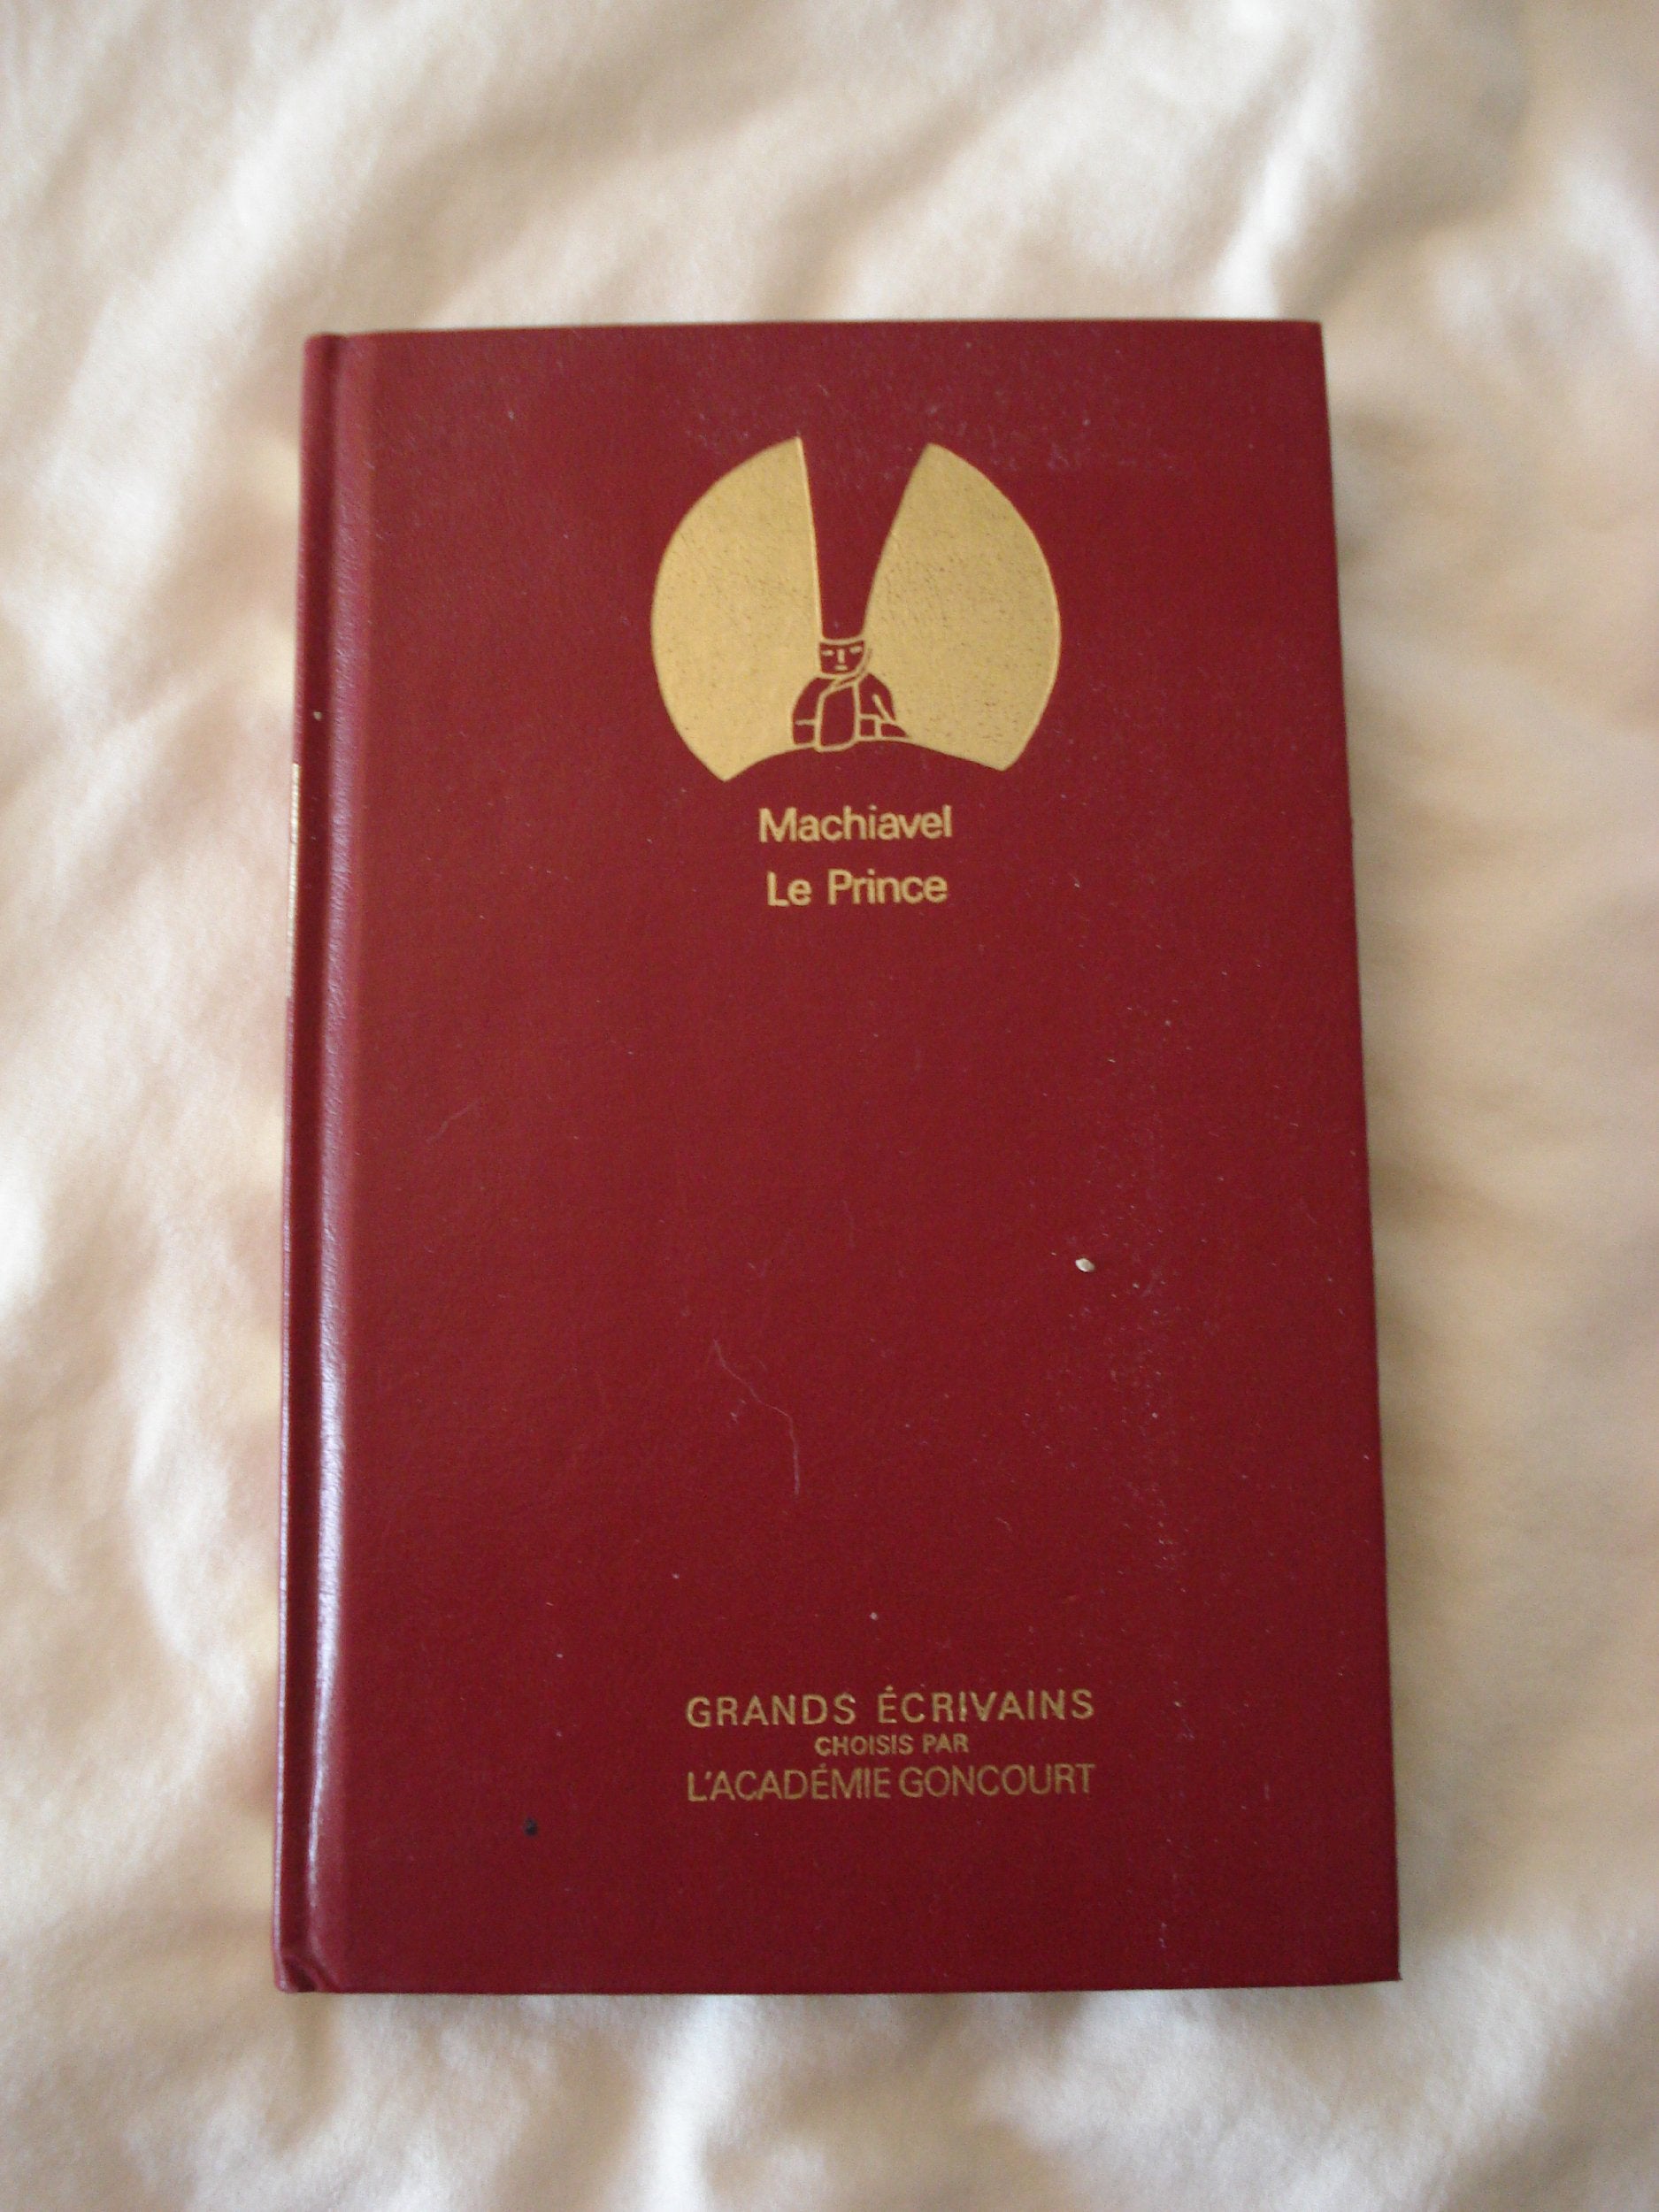 Machiavel
Le Prince
GRANDS ÉCRIVAINS
CHOISIS PAR
L'ACADÉMIE GONCOURT